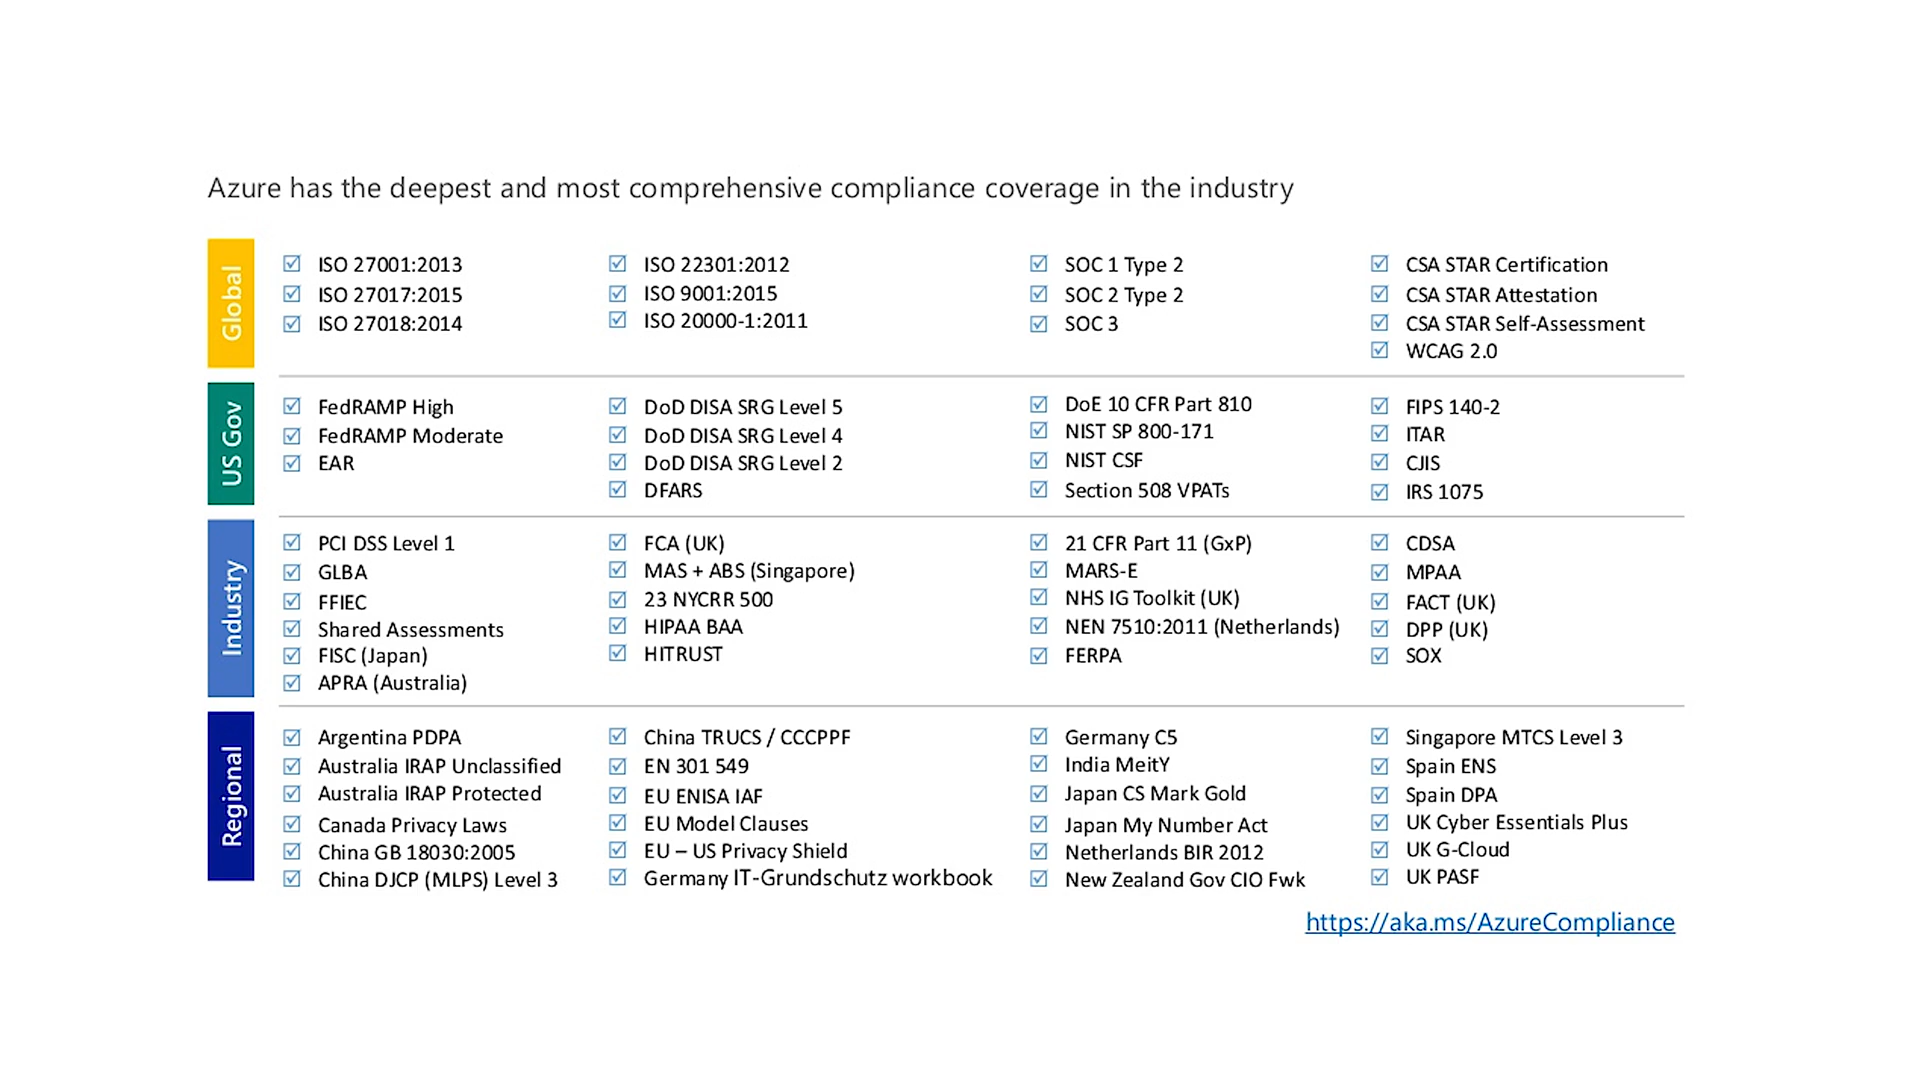 Azure has the deepest and most comprehensive compliance coverage in the industry
Global
ISO 27001:2013
ISO 27017:2015
ISO 27018:2014
ISO 22301:2012
ISO 9001:2015
ISO 20000-1:2011
SOC 1 Type 2
SOC 2 Type 2
SOC 3
CSA STAR Certification
CSA STAR Attestation
CSA STAR Self-Assessment
WCAG 2.0
US Gov
FedRAMP High
FedRAMP Moderate
EAR
DoD DISA SRG Level 5
DoD DISA SRG Level 4
DoD DISA SRG Level 2
DFARS
DoE 10 CFR Part 810
NIST SP 800-171
NIST CSF
Section 508 VPATs
FIPS 140-2
ITAR
CJIS
IRS 1075
Industry
PCI DSS Level 1
GLBA
FFIEC
Shared Assessments
FISC (Japan)
APRA (Australia)
FCA (UK)
MAS + ABS (Singapore)
23 NYCRR 500
HIPAA BAA
HITRUST
21 CFR Part 11 (GxP)
MARS-E
NHS IG Toolkit (UK)
NEN 7510:2011 (Netherlands)
FERPA
CDSA
MPAA
FACT (UK)
DPP (UK)
SOX
Regional
Argentina PDPA
Australia IRAP Unclassified
Australia IRAP Protected
Canada Privacy Laws
China GB 18030:2005
China DJCP (MLPS) Level 3
China TRUCS / CCCPPF
EN 301 549
EU ENISA IAF
EU Model Clauses
EU – US Privacy Shield
Germany IT-Grundschutz workbook
Germany C5
India MeitY
Japan CS Mark Gold
Japan My Number Act
Netherlands BIR 2012
New Zealand Gov CIO Fwk
Singapore MTCS Level 3
Spain ENS
Spain DPA
UK Cyber Essentials Plus
UK G-Cloud
UK PASF
https://aka.ms/AzureCompliance